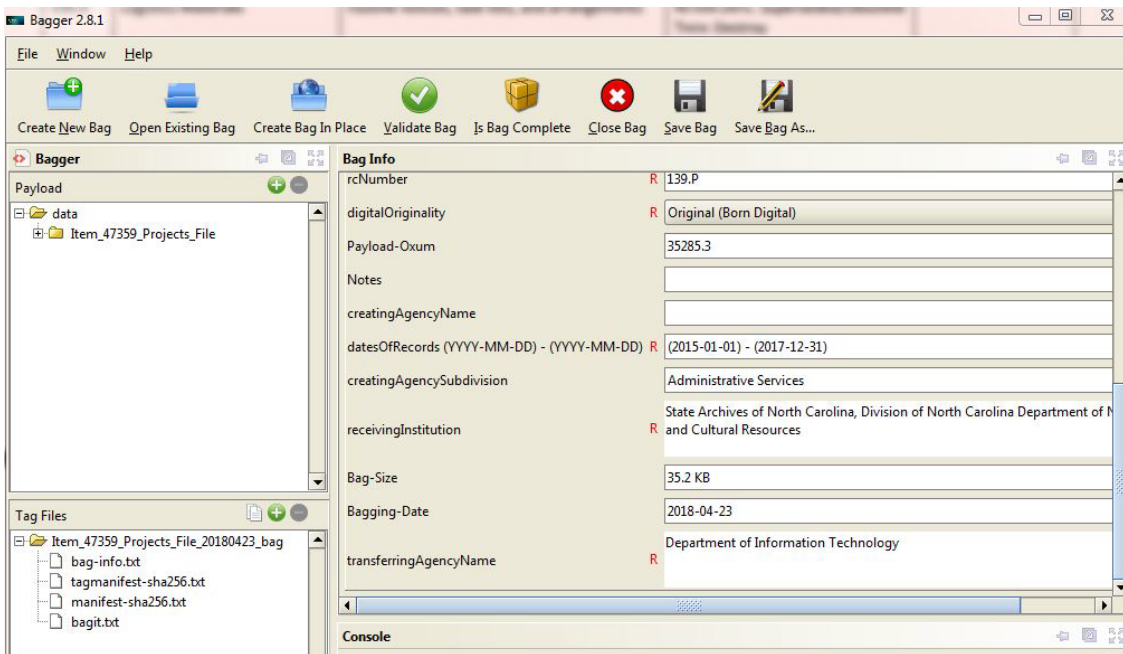 Bagger 2.8.1
File Window Help
Create New Bag Open Existing Bag Create Bag In Place Validate Bag Is Bag Complete Close Bag Save Bag Save Bag As...
Bagger
Payload
data
Item_47359_Projects_File
Tag Files
Item_47359_Projects_File_20180423_bag
bag-info.txt
tagmanifest-sha256.txt
manifest-sha256.txt
bagit.txt
Bag Info
rcNumber R 139.P
digitalOriginality R Original (Born Digital)
Payload-Oxum 35285.3
Notes
creatingAgencyName
datesOfRecords (YYYY-MM-DD) - (YYYY-MM-DD) R (2015-01-01) - (2017-12-31)
creatingAgencySubdivision Administrative Services
receivingInstitution R State Archives of North Carolina, Division of North Carolina Department of
and Cultural Resources
Bag-Size 35.2 KB
Bagging-Date 2018-04-23
transferringAgencyName R Department of Information Technology
Console